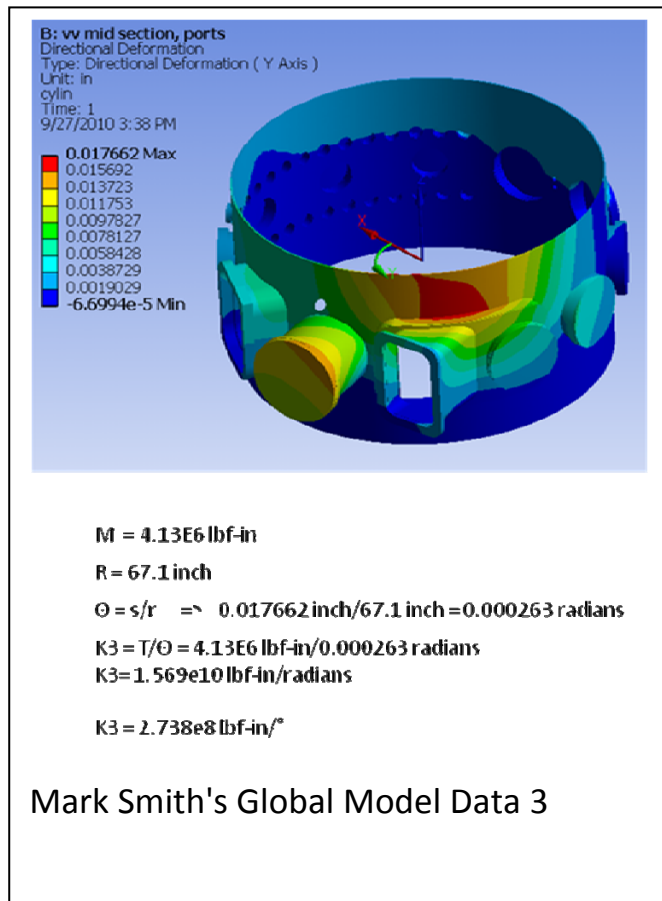 B: vv mid section, ports
Directional Deformation
Type: Directional Deformation ( Y Axis )
Unit: in
cylin
Time: 1
9/27/2010 3:38 PM
0.017662 Max
0.015692
0.013723
0.011753
0.0097827
0.0078127
0.0058428
0.0038729
0.0019029
-6.6994e-5 Min
X
Y
M = 4.13E6 lbf-in
R = 67.1 inch
Θ = s/r => 0.017662 inch/67.1 inch = 0.000263 radians
K3 = T/Θ = 4.13E6 lbf-in/0.000263 radians
K3= 1.569e10 lbf-in/radians
K3 = 2.738e8 lbf-in/°
Mark Smith's Global Model Data 3